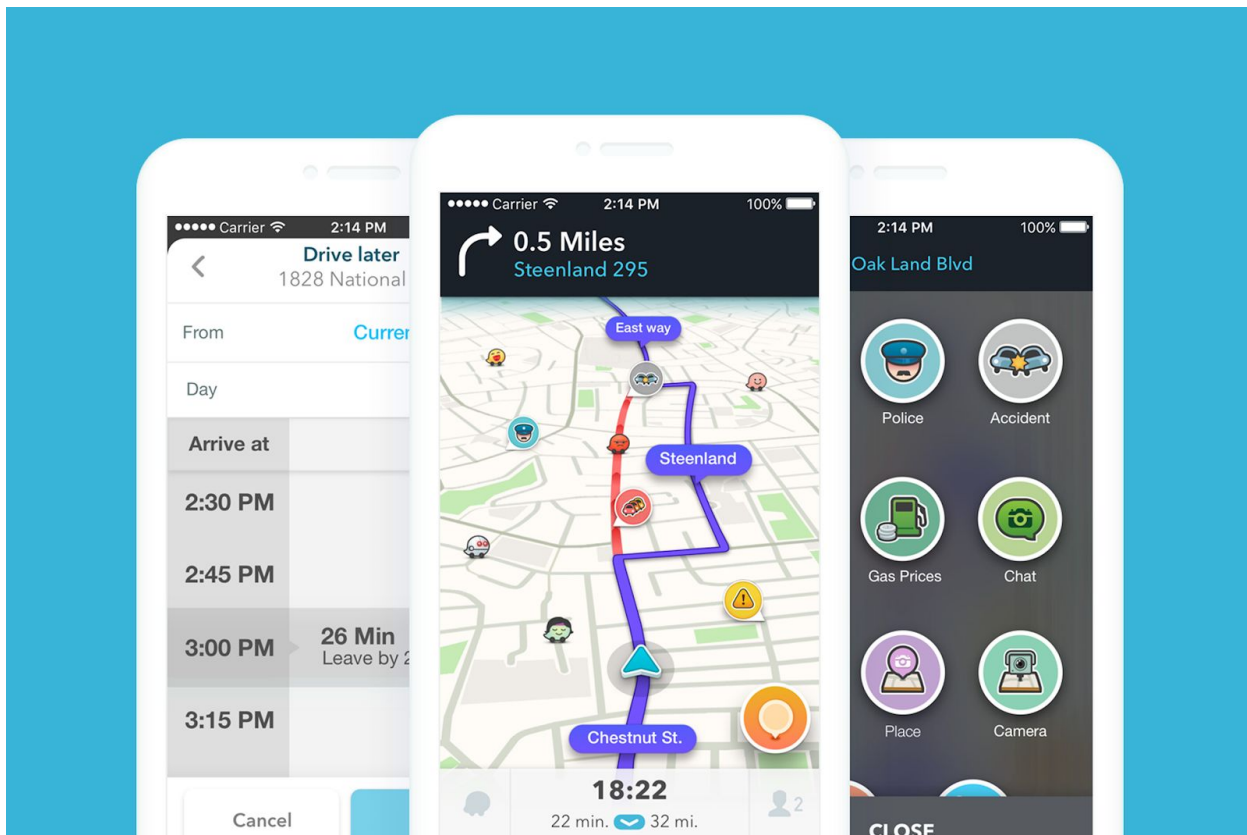 Carrier
2:14 PM
Drive later
1828 National
From
Day
Arrive at
2:30 PM
2:45 PM
3:00 PM
26 Min
Leave by
3:15 PM
Cancel
Carrier
2:14 PM
100%
0.5 Miles
Steenland 295
East way
Steenland
Chestnut St.
18:22
22 min.
32 mi.
2
2:14 PM
100%
Oak Land Blvd
Police
Accident
Gas Prices
Chat
Place
Camera
CLOSE